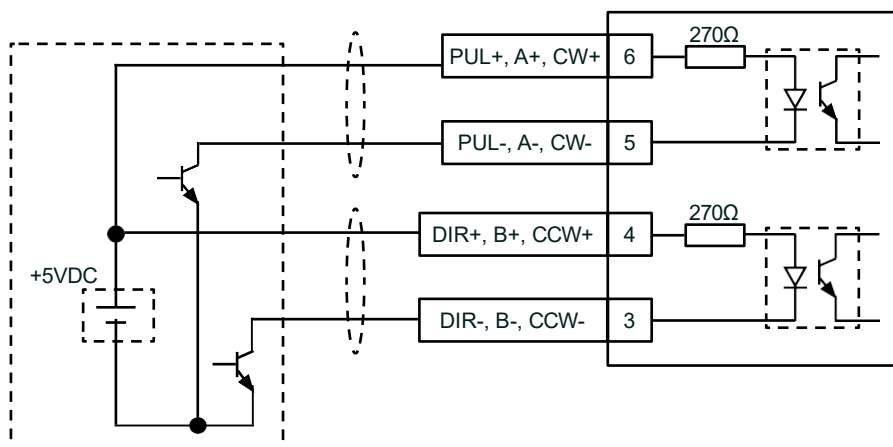 270Ω
PUL+, A+, CW+ 6
PUL-, A-, CW- 5
270Ω
DIR+, B+, CCW+ 4
+5VDC
DIR-, B-, CCW- 3